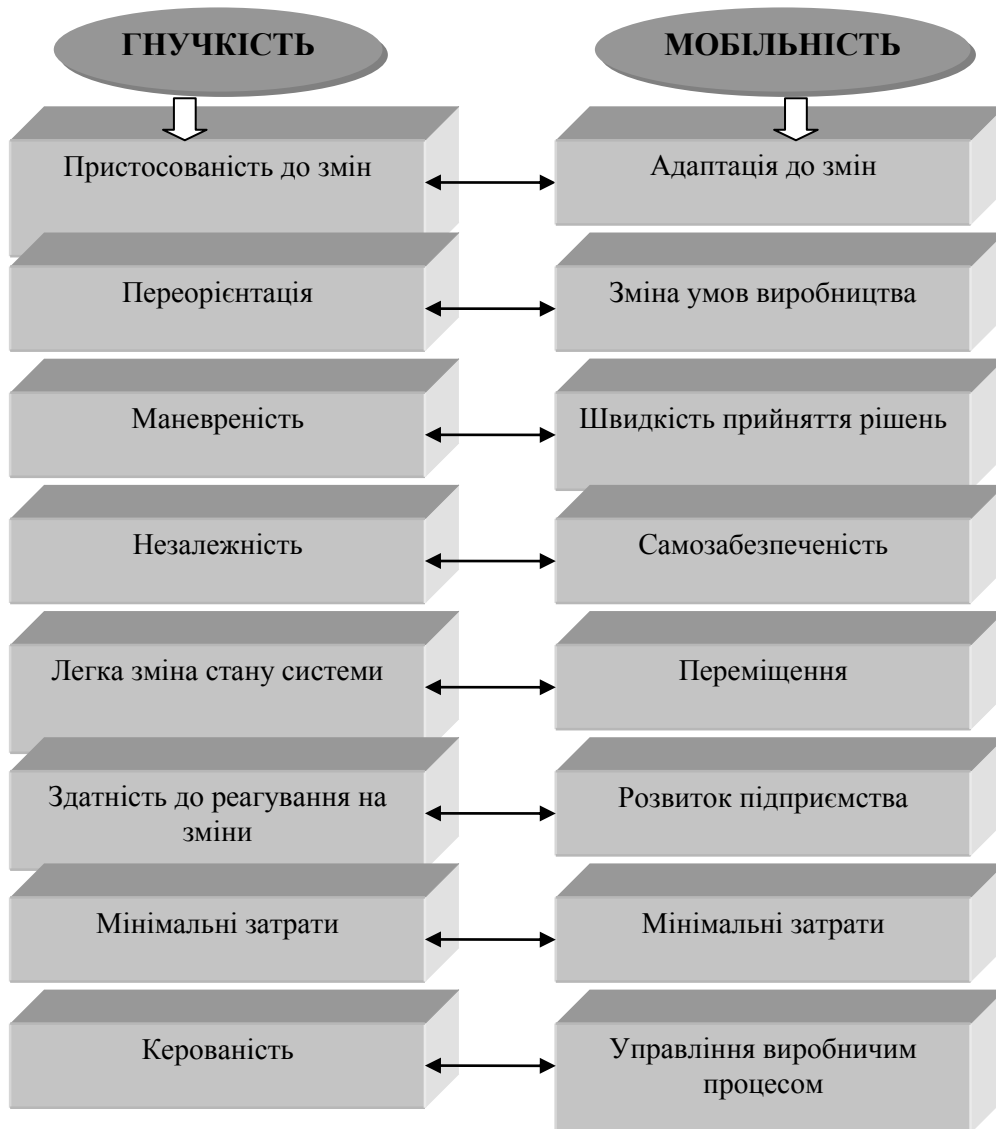 ГНУЧКІСТЬ
МОБІЛЬНІСТЬ
Пристосованість до змін
Адаптація до змін
Переорієнтація
Зміна умов виробництва
Маневреність
Швидкість прийняття рішень
Незалежність
Самозабезпеченість
Легка зміна стану системи
Переміщення
Здатність до реагування на
зміни
Розвиток підприємства
Мінімальні затрати
Мінімальні затрати
Керованість
Управління виробничим
процесом